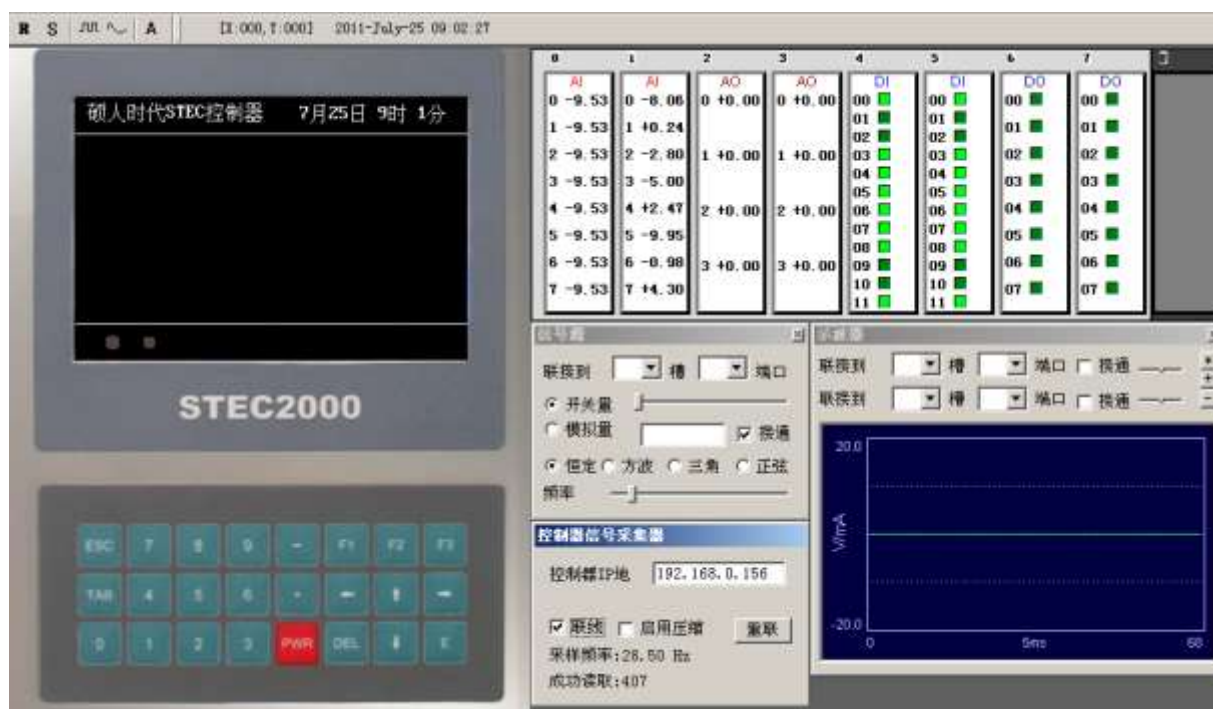 R S A [X:000,Y:000] 2011-July-25 09:02:27
硕人时代STEC控制器 7月25日 9时 1分
STEC2000
ESC 7 8 9 - F1 F2 F3
TAB 4 5 6 . ← ↑ →
0 1 2 3 PWR DEL ↓ E
0 1 2 3 4 5 6 7
AI AI AO AO DI DI DO DO
0 -9.53
1 -9.53
2 -9.53
3 -9.53
4 -9.53
5 -9.53
6 -9.53
7 -9.53
0 -8.06
1 +0.24
2 -2.80
3 -5.00
4 +2.47
5 -9.95
6 -0.98
7 +4.30
0 +0.00
1 +0.00
2 +0.00
3 +0.00
0 +0.00
1 +0.00
2 +0.00
3 +0.00
00
01
02
03
04
05
06
07
08
09
10
11
00
01
02
03
04
05
06
07
08
09
10
11
00
01
02
03
04
05
06
07
00
01
02
03
04
05
06
07
信号源
联接到 槽 端口
开关量
模拟量 接通
恒定 方波 三角 正弦
频率
控制器信号采集器
控制器IP地 192.168.0.156
联线 启用压缩 重联
采样频率:28.50 Hz
成功读取:407
示波器
联接到 槽 端口 接通 --.--
联接到 槽 端口 接通 --.--
20.0
V/mA
-20.0
0 5ms 68